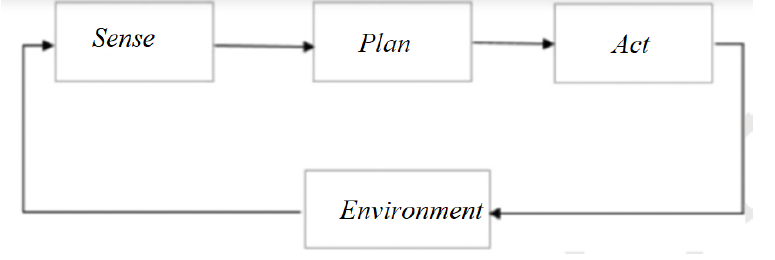 Sense
Plan
Act
Environment